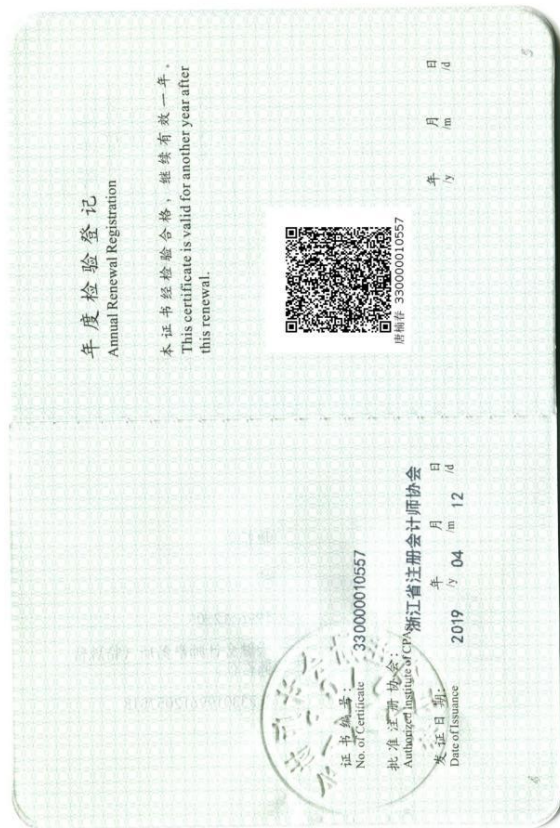 年度检验登记
Annual Renewal Registration
本证书经检验合格，继续有效一年。
This certificate is valid for another year after
this renewal.
唐楠春 330000010557
年 月 日
/y /m /d
5
证书编号：
No. of Certificate
330000010557
批准注册协会：
Authorized Institute of CPAs
浙江省注册会计师协会
发证日期：
Date of Issuance
2019 年 04 月 12 日
/y /m /d